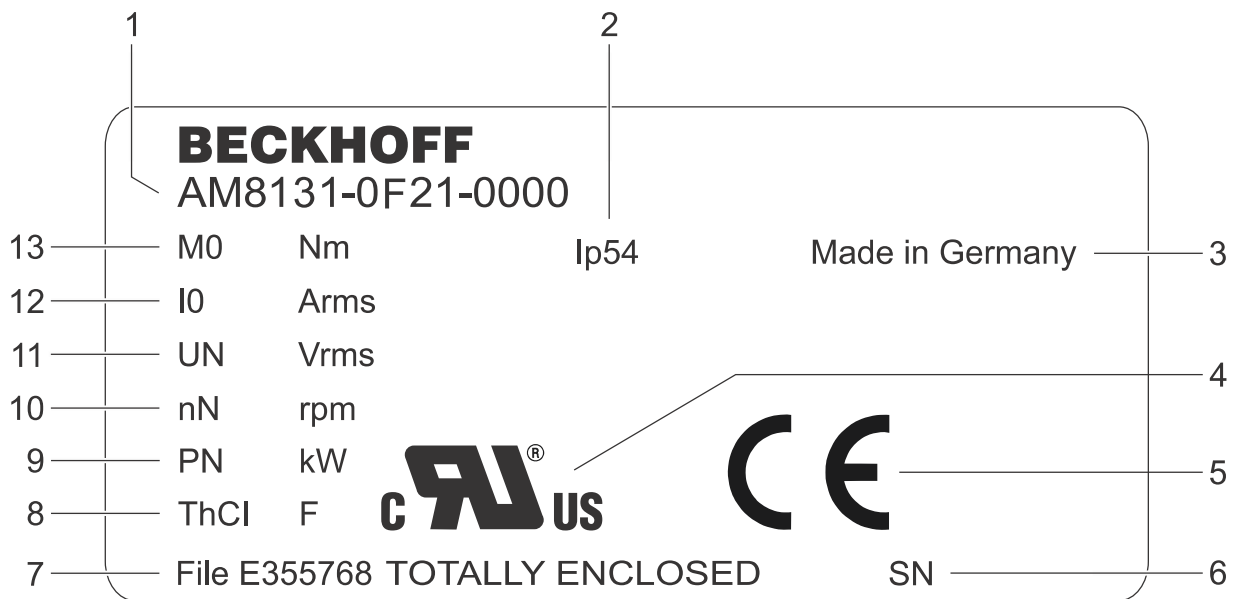 1 2
BECKHOFF
AM8131-0F21-0000
13 M0 Nm Ip54 Made in Germany 3
12 I0 Arms
11 UN Vrms
4
10 nN rpm
9 PN kW ® 5
8 ThCl F C RU US
7 File E355768 TOTALLY ENCLOSED SN 6
CE